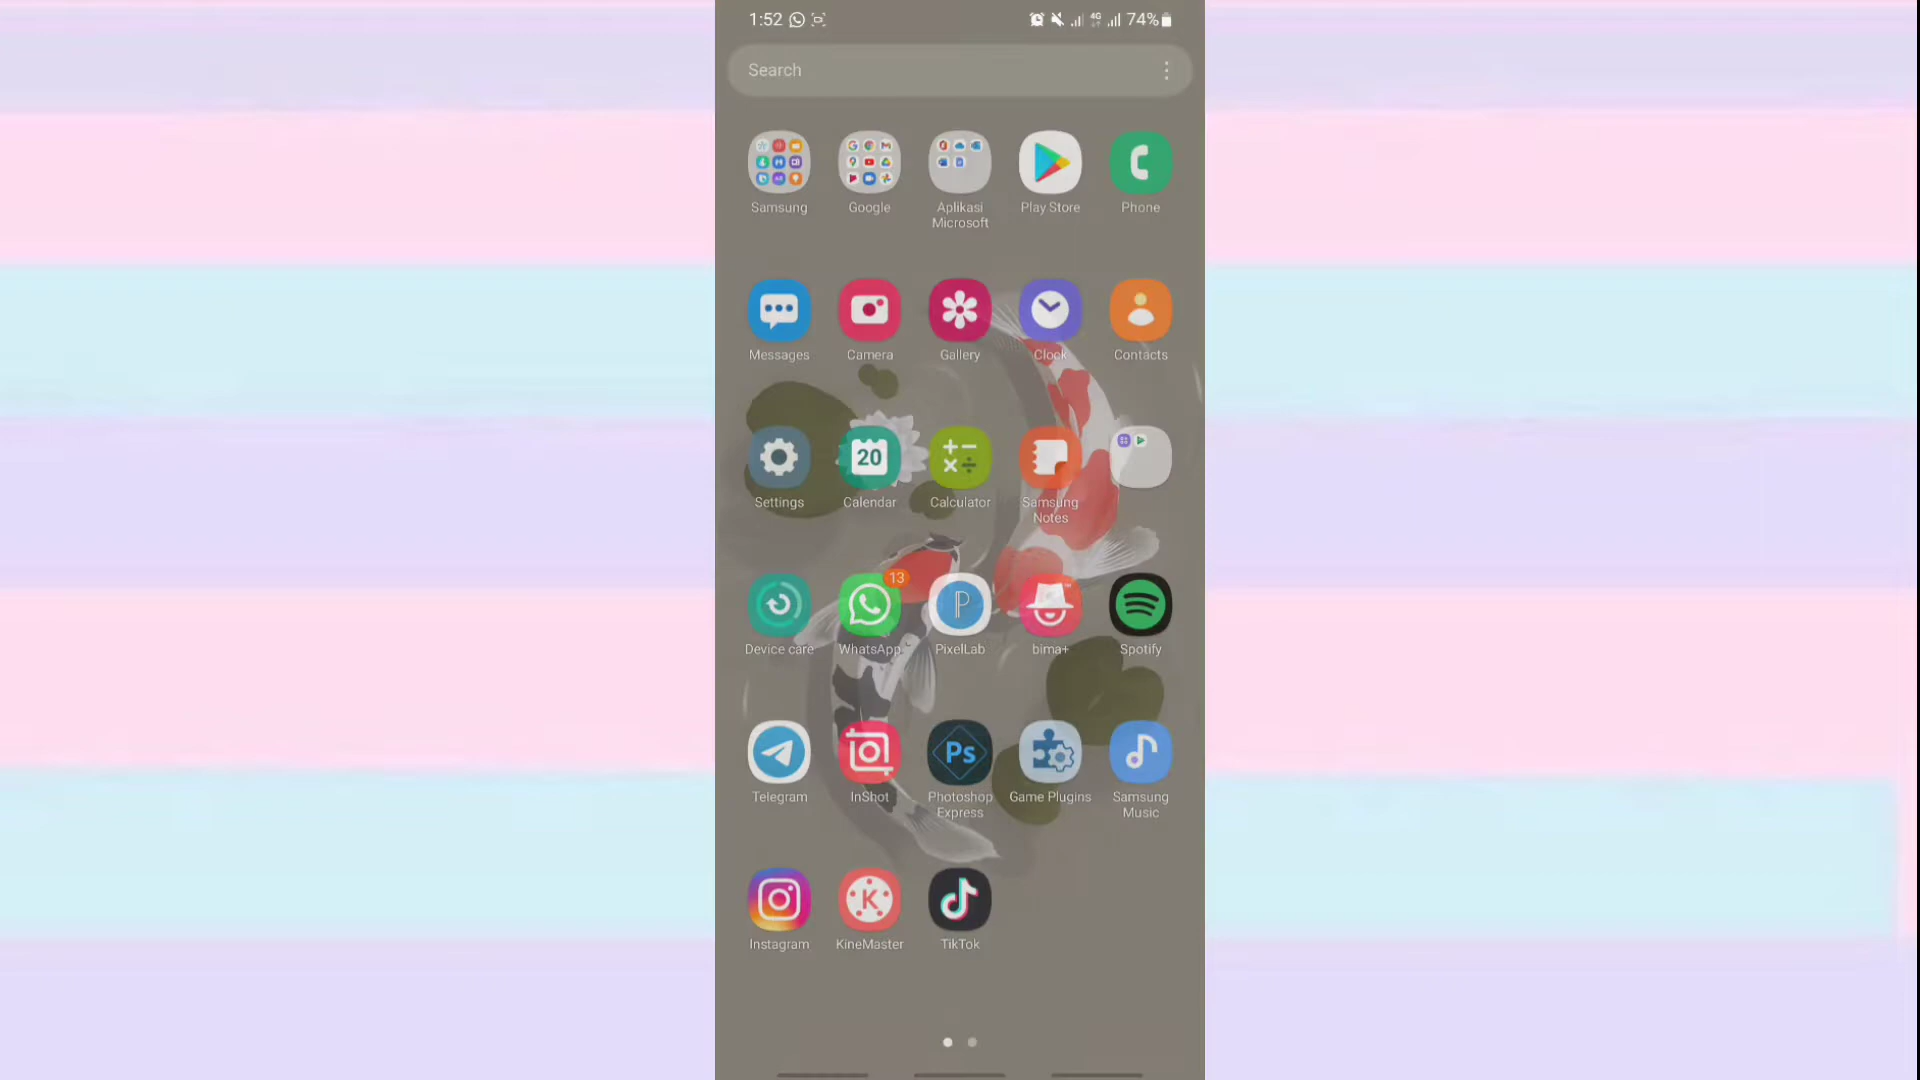 1:52
4G
74%
Search
Samsung
Google
Aplikasi
Microsoft
Play Store
Phone
Messages
Camera
Gallery
Clock
Contacts
20
Settings
Calendar
Calculator
Samsung
Notes
13
P
Device care
WhatsApp
PixelLab
bima+
Spotify
Ps
Telegram
InShot
Photoshop
Express
Game Plugins
Samsung
Music
K
Instagram
KineMaster
TikTok